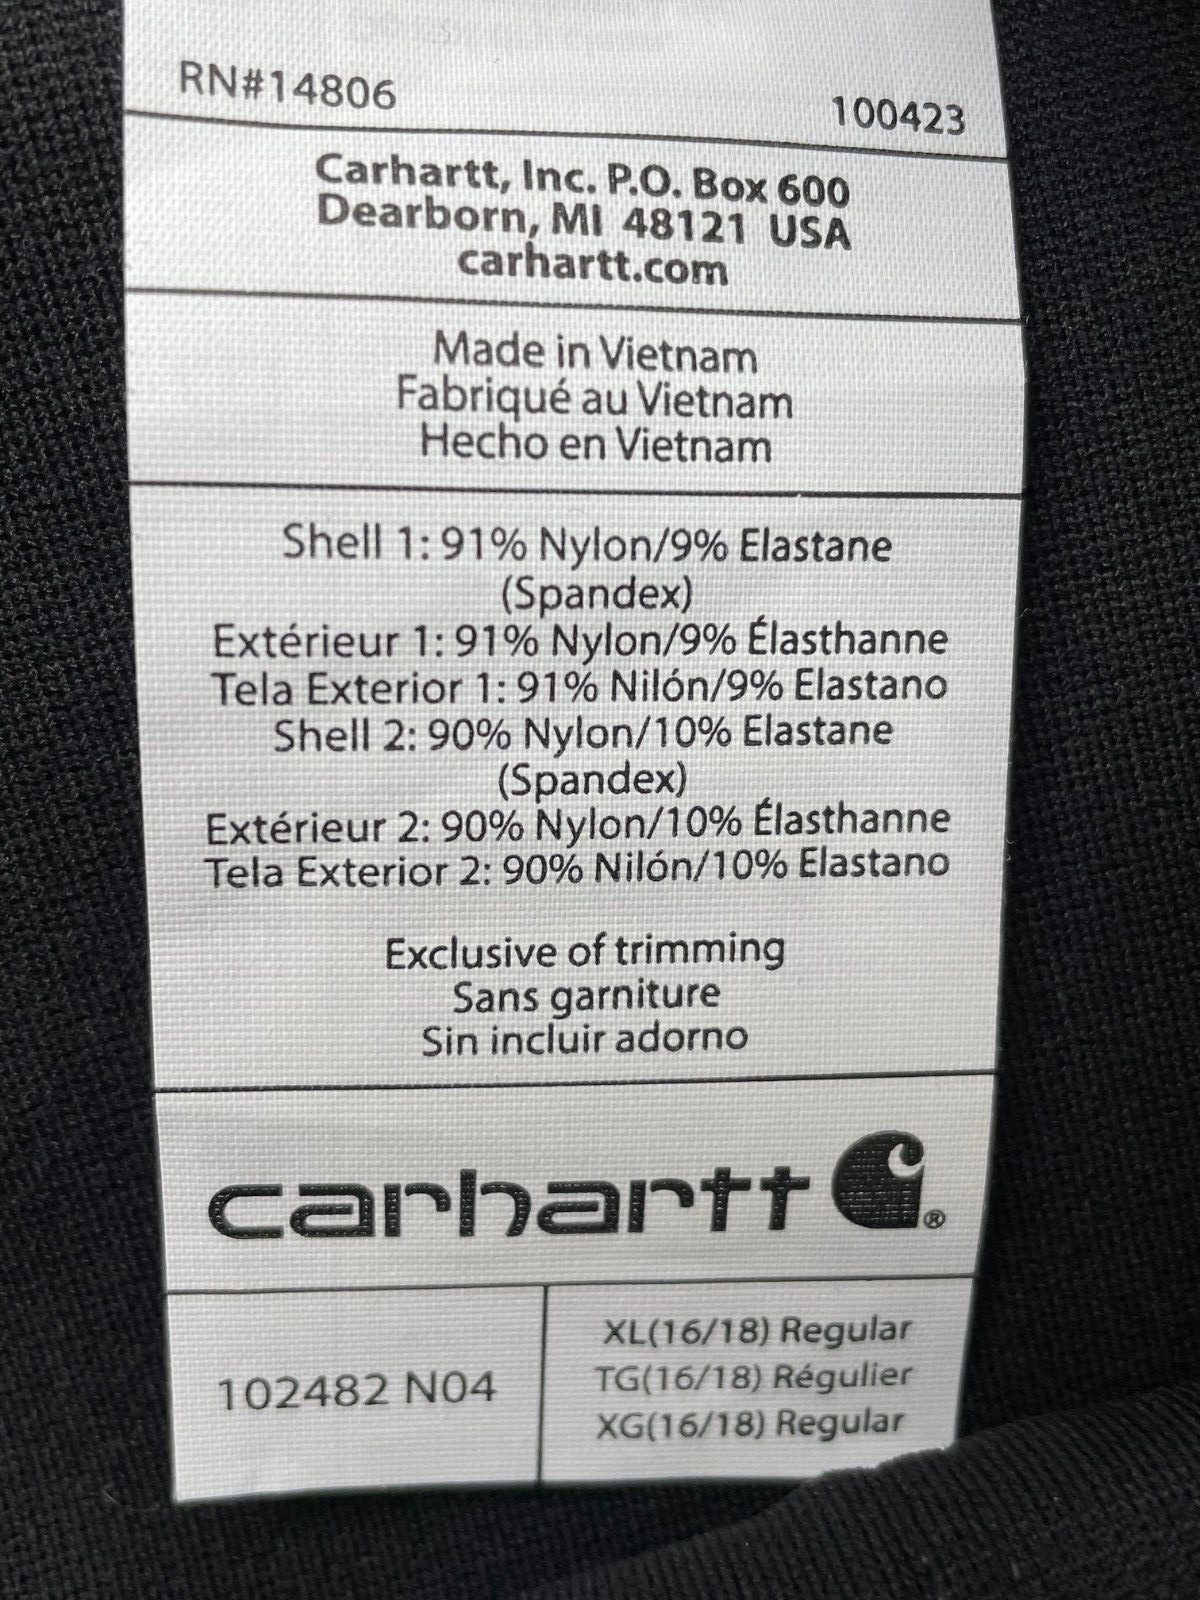 RN#14806 100423
Carhartt, Inc. P.O. Box 600
Dearborn, MI 48121 USA
carhartt.com
Made in Vietnam
Fabriqué au Vietnam
Hecho en Vietnam
Shell 1: 91% Nylon/9% Elastane
(Spandex)
Extérieur 1: 91% Nylon/9% Élasthanne
Tela Exterior 1: 91% Nilón/9% Elastano
Shell 2: 90% Nylon/10% Elastane
(Spandex)
Extérieur 2: 90% Nylon/10% Élasthanne
Tela Exterior 2: 90% Nilón/10% Elastano
Exclusive of trimming
Sans garniture
Sin incluir adorno
carhartt ®
102482 N04
XL(16/18) Regular
TG(16/18) Régulier
XG(16/18) Regular